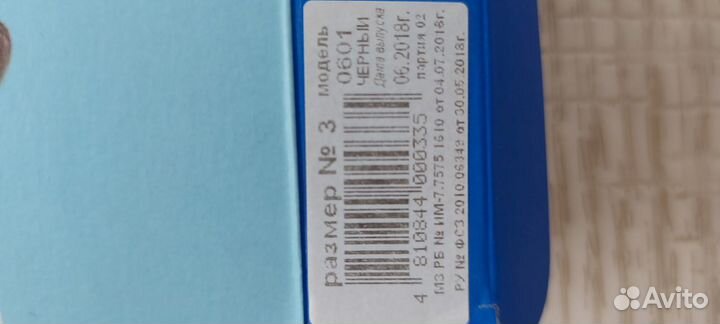 размер № 3
модель
0601
ЧЕРНЫЙ
Дата выпуска
06.2018г.
партия 02
4 810844 000335
МЗ РБ № ИМ-7.7575 1610 от 04.07.2018г.
РУ № ФСЗ 2010/06349 от 30.05.2018г.
Avito